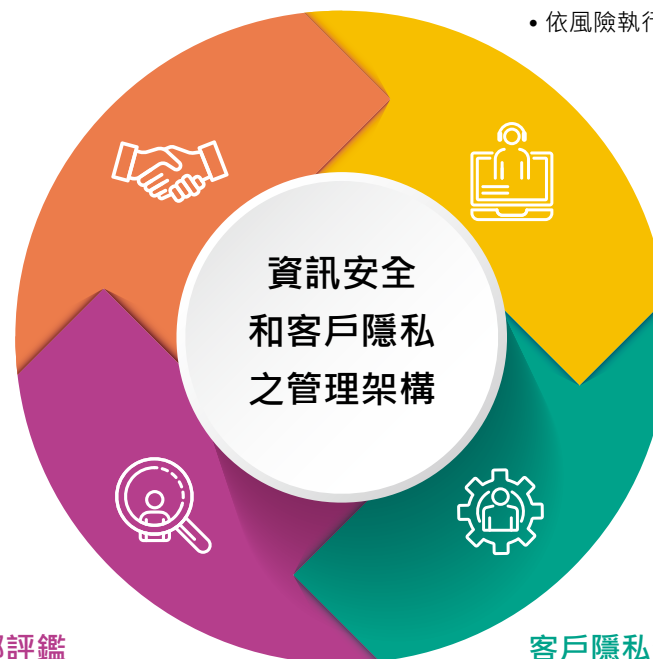 • 依風險執行
資訊安全
和客戶隱私
之管理架構
評鑑
客戶隱私